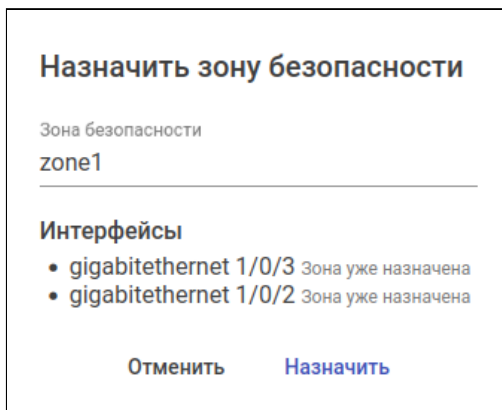 Назначить зону безопасности
Зона безопасности
zone1
Интерфейсы
• gigabitethernet 1/0/3 Зона уже назначена
• gigabitethernet 1/0/2 Зона уже назначена
Отменить Назначить